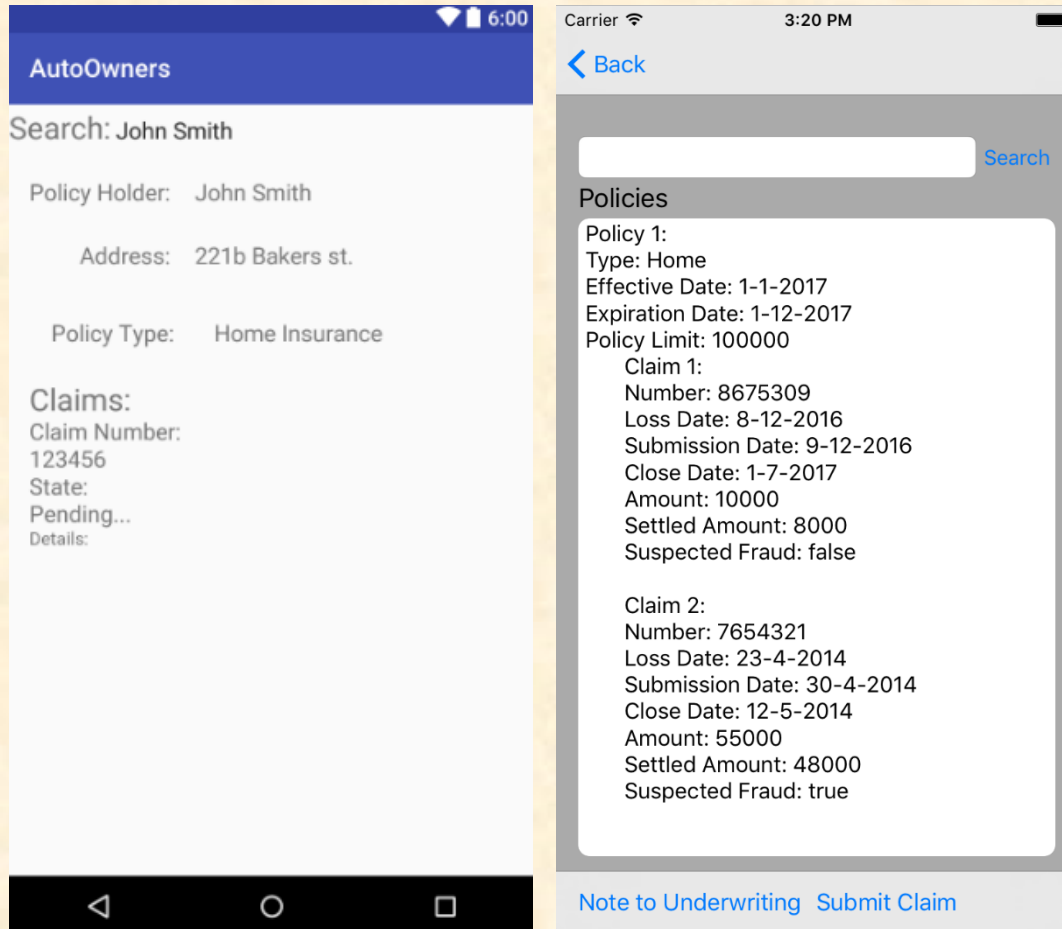 6:00
AutoOwners
Search: John Smith
Policy Holder: John Smith
Address: 221b Bakers st.
Policy Type: Home Insurance
Claims:
Claim Number:
123456
State:
Pending...
Details:
Carrier 3:20 PM
Back
Search
Policies
Policy 1:
Type: Home
Effective Date: 1-1-2017
Expiration Date: 1-12-2017
Policy Limit: 100000
Claim 1:
Number: 8675309
Loss Date: 8-12-2016
Submission Date: 9-12-2016
Close Date: 1-7-2017
Amount: 10000
Settled Amount: 8000
Suspected Fraud: false
Claim 2:
Number: 7654321
Loss Date: 23-4-2014
Submission Date: 30-4-2014
Close Date: 12-5-2014
Amount: 55000
Settled Amount: 48000
Suspected Fraud: true
Note to Underwriting Submit Claim